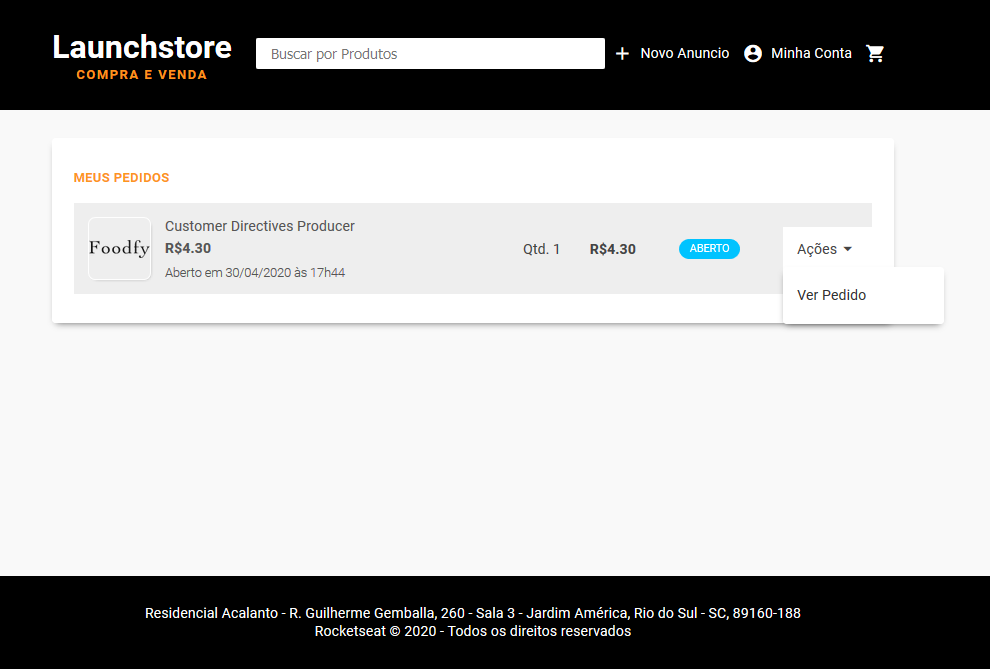 Launchstore
COMPRA E VENDA
Buscar por Produtos
Novo Anuncio
Minha Conta
MEUS PEDIDOS
Foodfy
Customer Directives Producer
R$4.30
Aberto em 30/04/2020 às 17h44
Qtd. 1
R$4.30
ABERTO
Ações
Ver Pedido
Residencial Acalanto - R. Guilherme Gemballa, 260 - Sala 3 - Jardim América, Rio do Sul - SC, 89160-188
Rocketseat © 2020 - Todos os direitos reservados